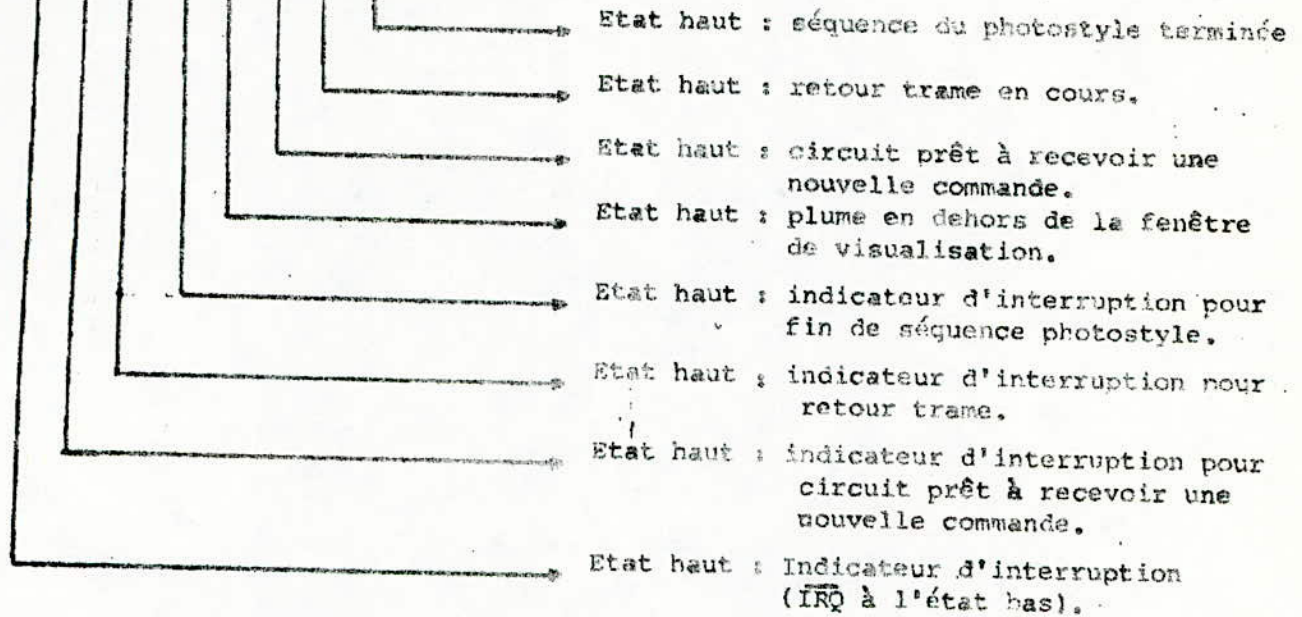 Etat haut : séquence du photostyle terminée
Etat haut : retour trame en cours.
Etat haut : circuit prêt à recevoir une
nouvelle commande.
Etat haut : plume en dehors de la fenêtre
de visualisation.
Etat haut : indicateur d'interruption pour
fin de séquence photostyle.
Etat haut : indicateur d'interruption pour
retour trame.
Etat haut : indicateur d'interruption pour
circuit prêt à recevoir une
nouvelle commande.
Etat haut : Indicateur d'interruption
(I̅R̅Q̅ à l'état bas).